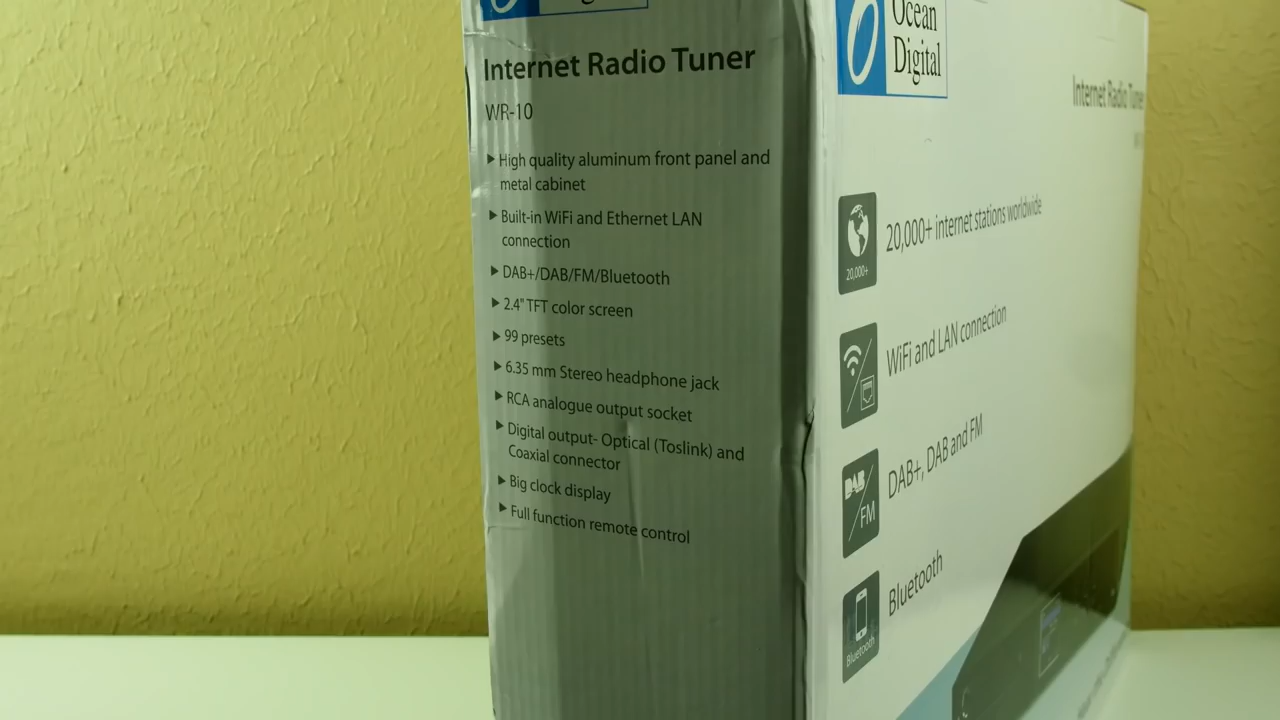 Internet Radio Tuner
WR-10
▸ High quality aluminum front panel and
metal cabinet
▸ Built-in WiFi and Ethernet LAN
connection
▸ DAB+/DAB/FM/Bluetooth
▸ 2.4" TFT color screen
▸ 99 presets
▸ 6.35 mm Stereo headphone jack
▸ RCA analogue output socket
▸ Digital output- Optical (Toslink) and
Coaxial connector
▸ Big clock display
▸ Full function remote control
Ocean
Digital
Internet Radio Tuner
20,000+
20,000+ internet stations worldwide
WiFi and LAN connection
DAB
FM
DAB+, DAB and FM
Bluetooth
Bluetooth